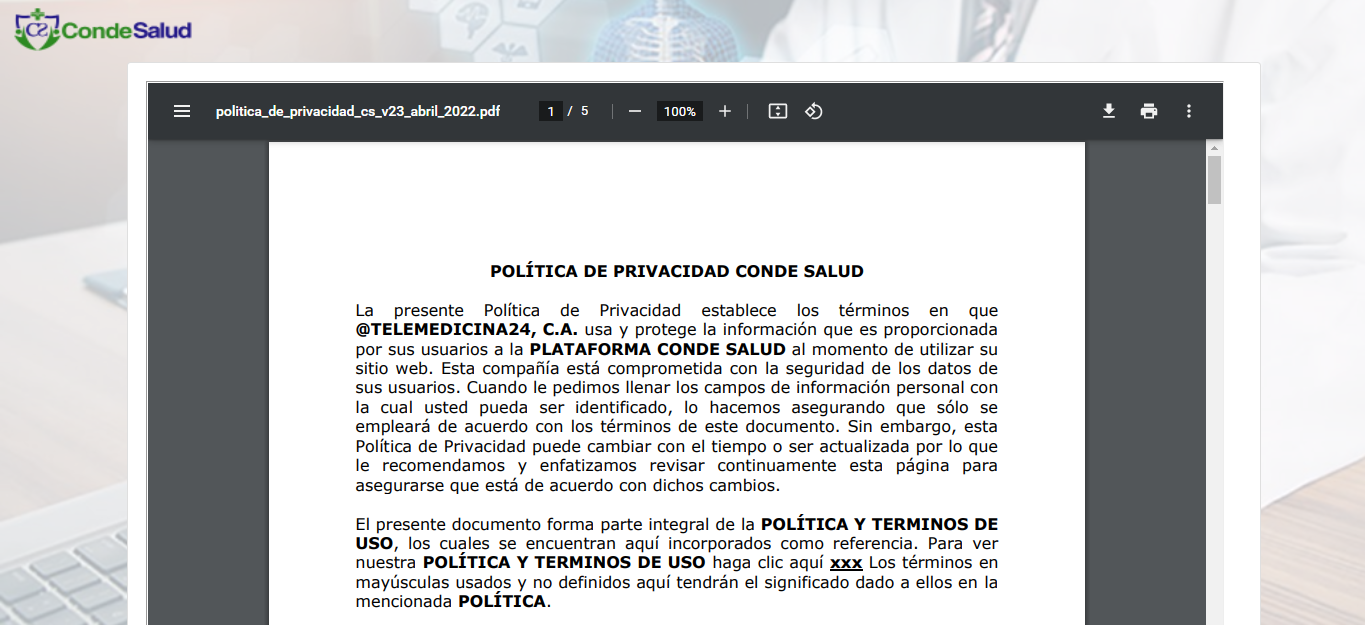 CS CondeSalud
politica_de_privacidad_cs_v23_abril_2022.pdf
1 / 5
100%
POLÍTICA DE PRIVACIDAD CONDE SALUD
La presente Política de Privacidad establece los términos en que
@TELEMEDICINA24, C.A. usa y protege la información que es proporcionada
por sus usuarios a la PLATAFORMA CONDE SALUD al momento de utilizar su
sitio web. Esta compañía está comprometida con la seguridad de los datos de
sus usuarios. Cuando le pedimos llenar los campos de información personal con
la cual usted pueda ser identificado, lo hacemos asegurando que sólo se
empleará de acuerdo con los términos de este documento. Sin embargo, esta
Política de Privacidad puede cambiar con el tiempo o ser actualizada por lo que
le recomendamos y enfatizamos revisar continuamente esta página para
asegurarse que está de acuerdo con dichos cambios.
El presente documento forma parte integral de la POLÍTICA Y TERMINOS DE
USO, los cuales se encuentran aquí incorporados como referencia. Para ver
nuestra POLÍTICA Y TERMINOS DE USO haga clic aquí xxx Los términos en
mayúsculas usados y no definidos aquí tendrán el significado dado a ellos en la
mencionada POLÍTICA.